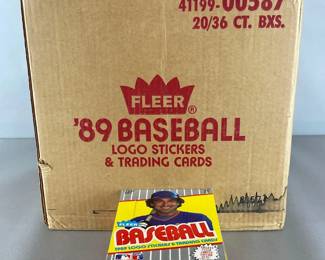 41199-00587
20/36 CT. BXS.
FLEER®
'89 BASEBALL
LOGO STICKERS
& TRADING CARDS
FLEER
BASEBALL
1989 LOGO STICKERS & TRADING CARDS